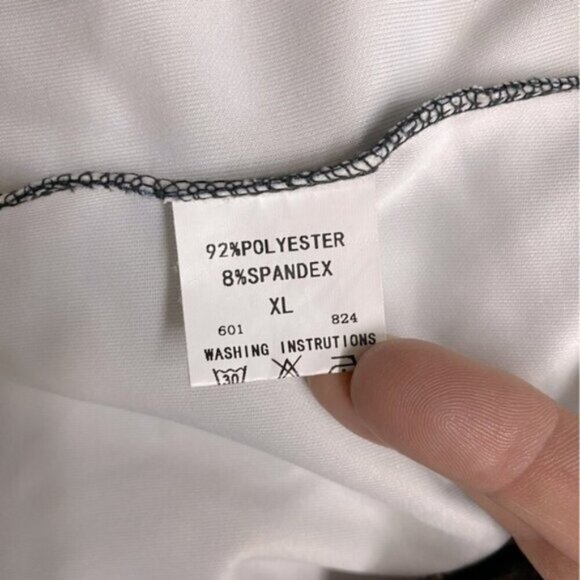 92%POLYESTER
8%SPANDEX
XL
601 824
WASHING INSTRUTIONS
30